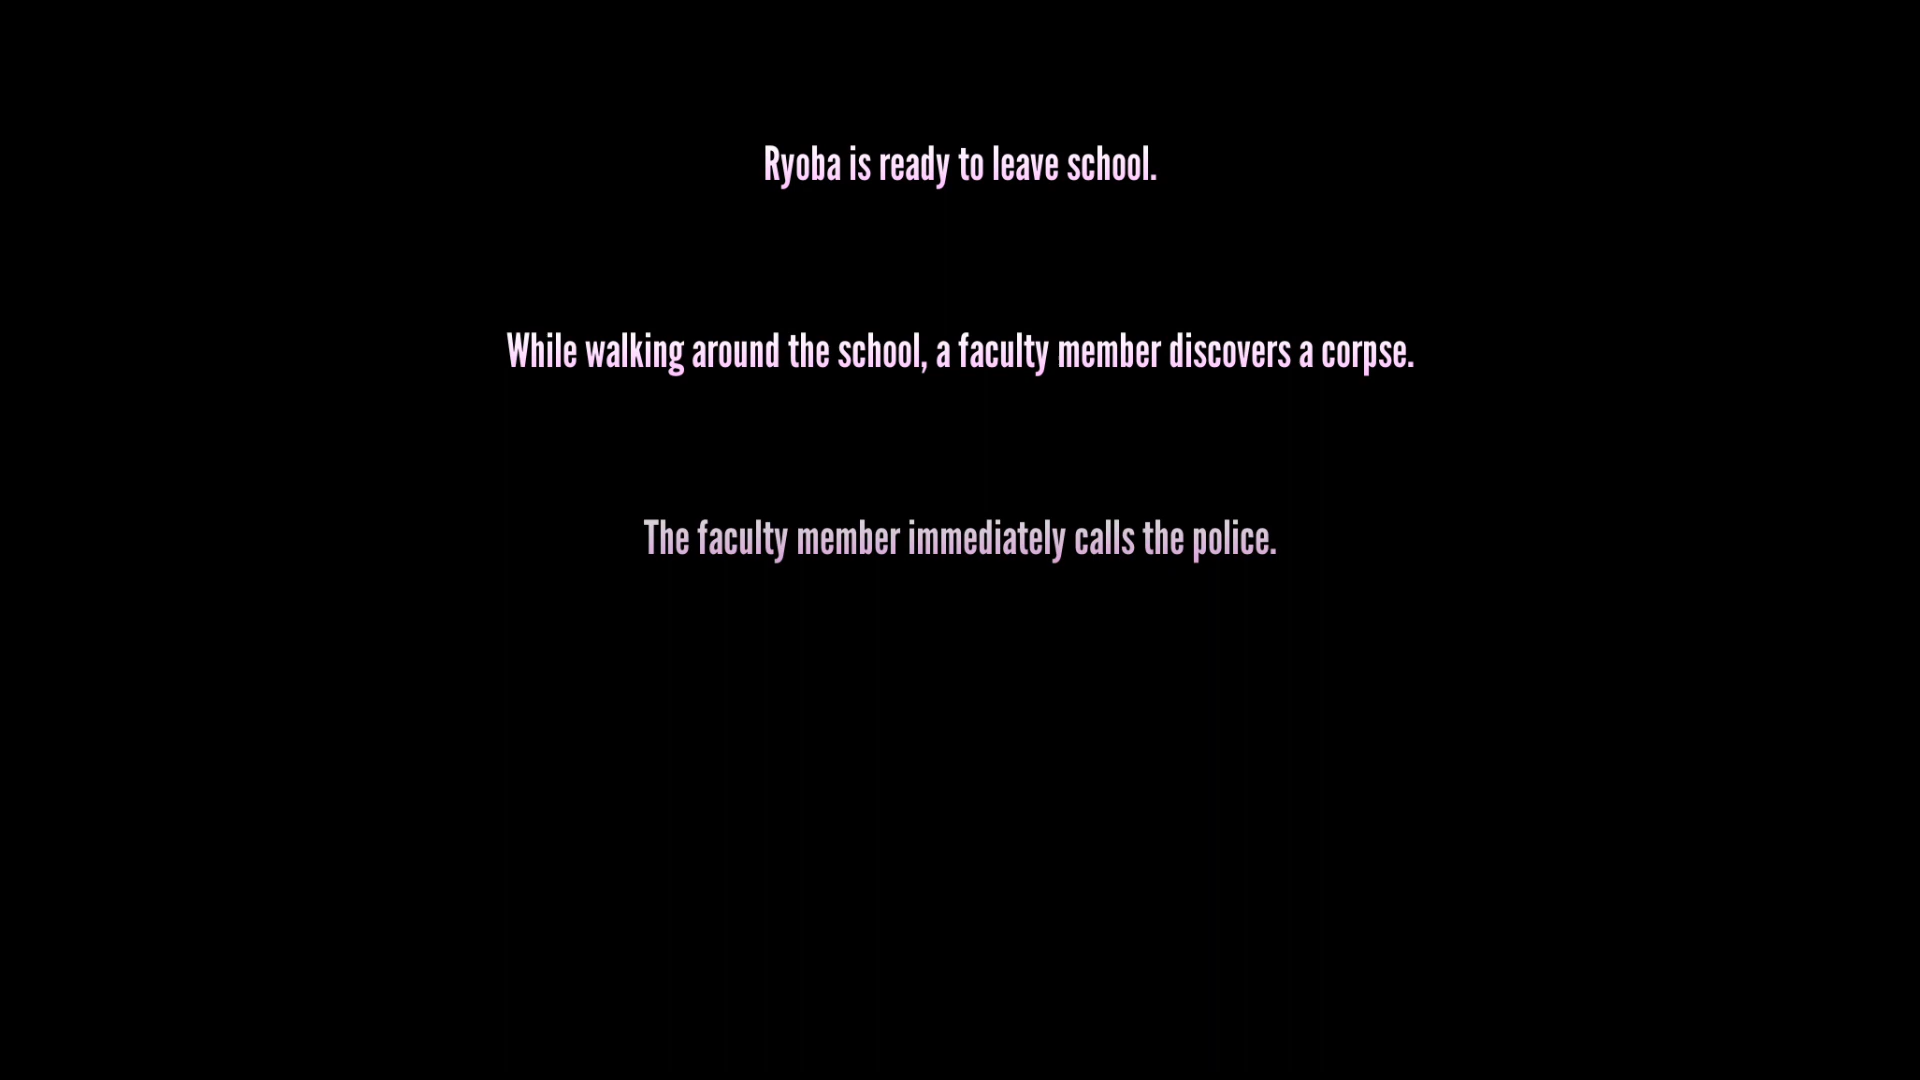 Ryoba is ready to leave school.
While walking around the school, a faculty member discovers a corpse.
The faculty member immediately calls the police.